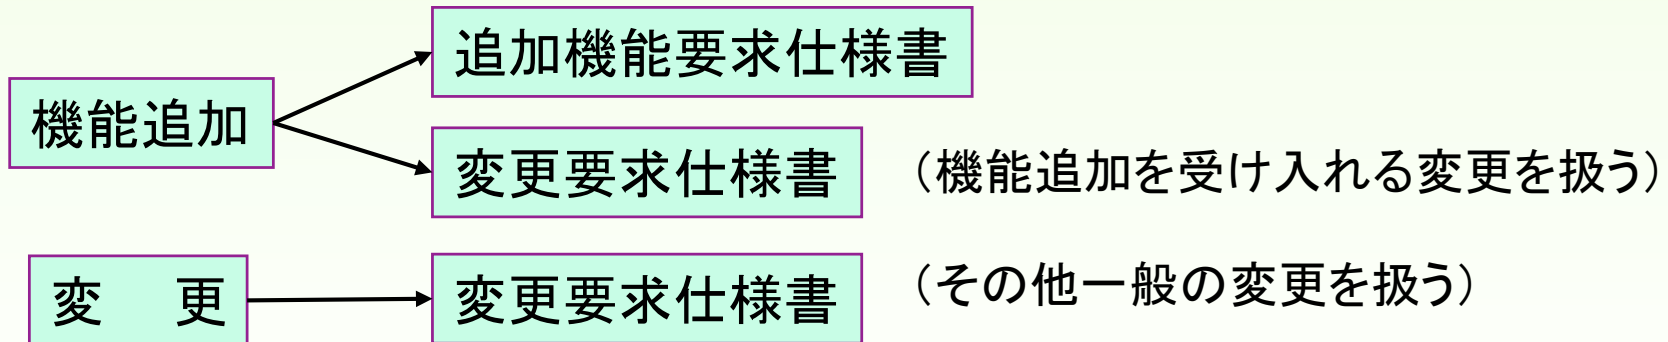 追加機能要求仕様書
機能追加
変更要求仕様書 （機能追加を受け入れる変更を扱う）
変　更 変更要求仕様書 （その他一般の変更を扱う）